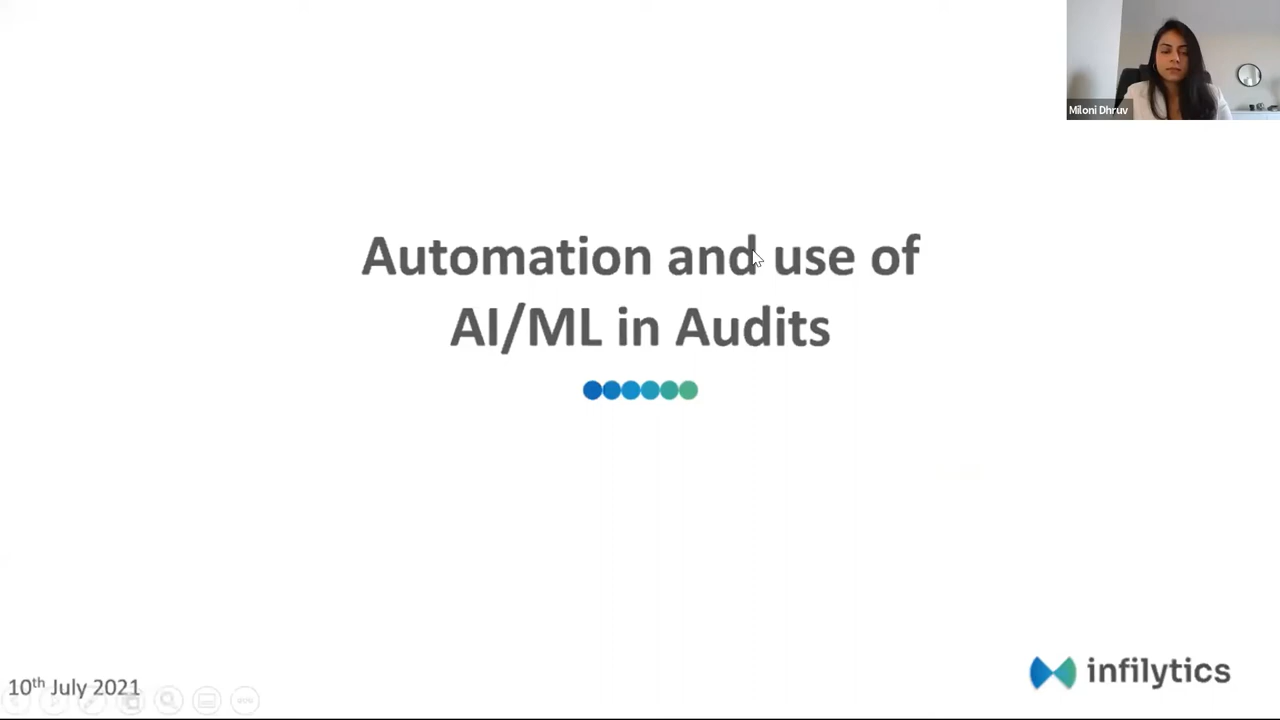 Miloni Dhruv
Automation and use of
AI/ML in Audits
10th July 2021
infilytics